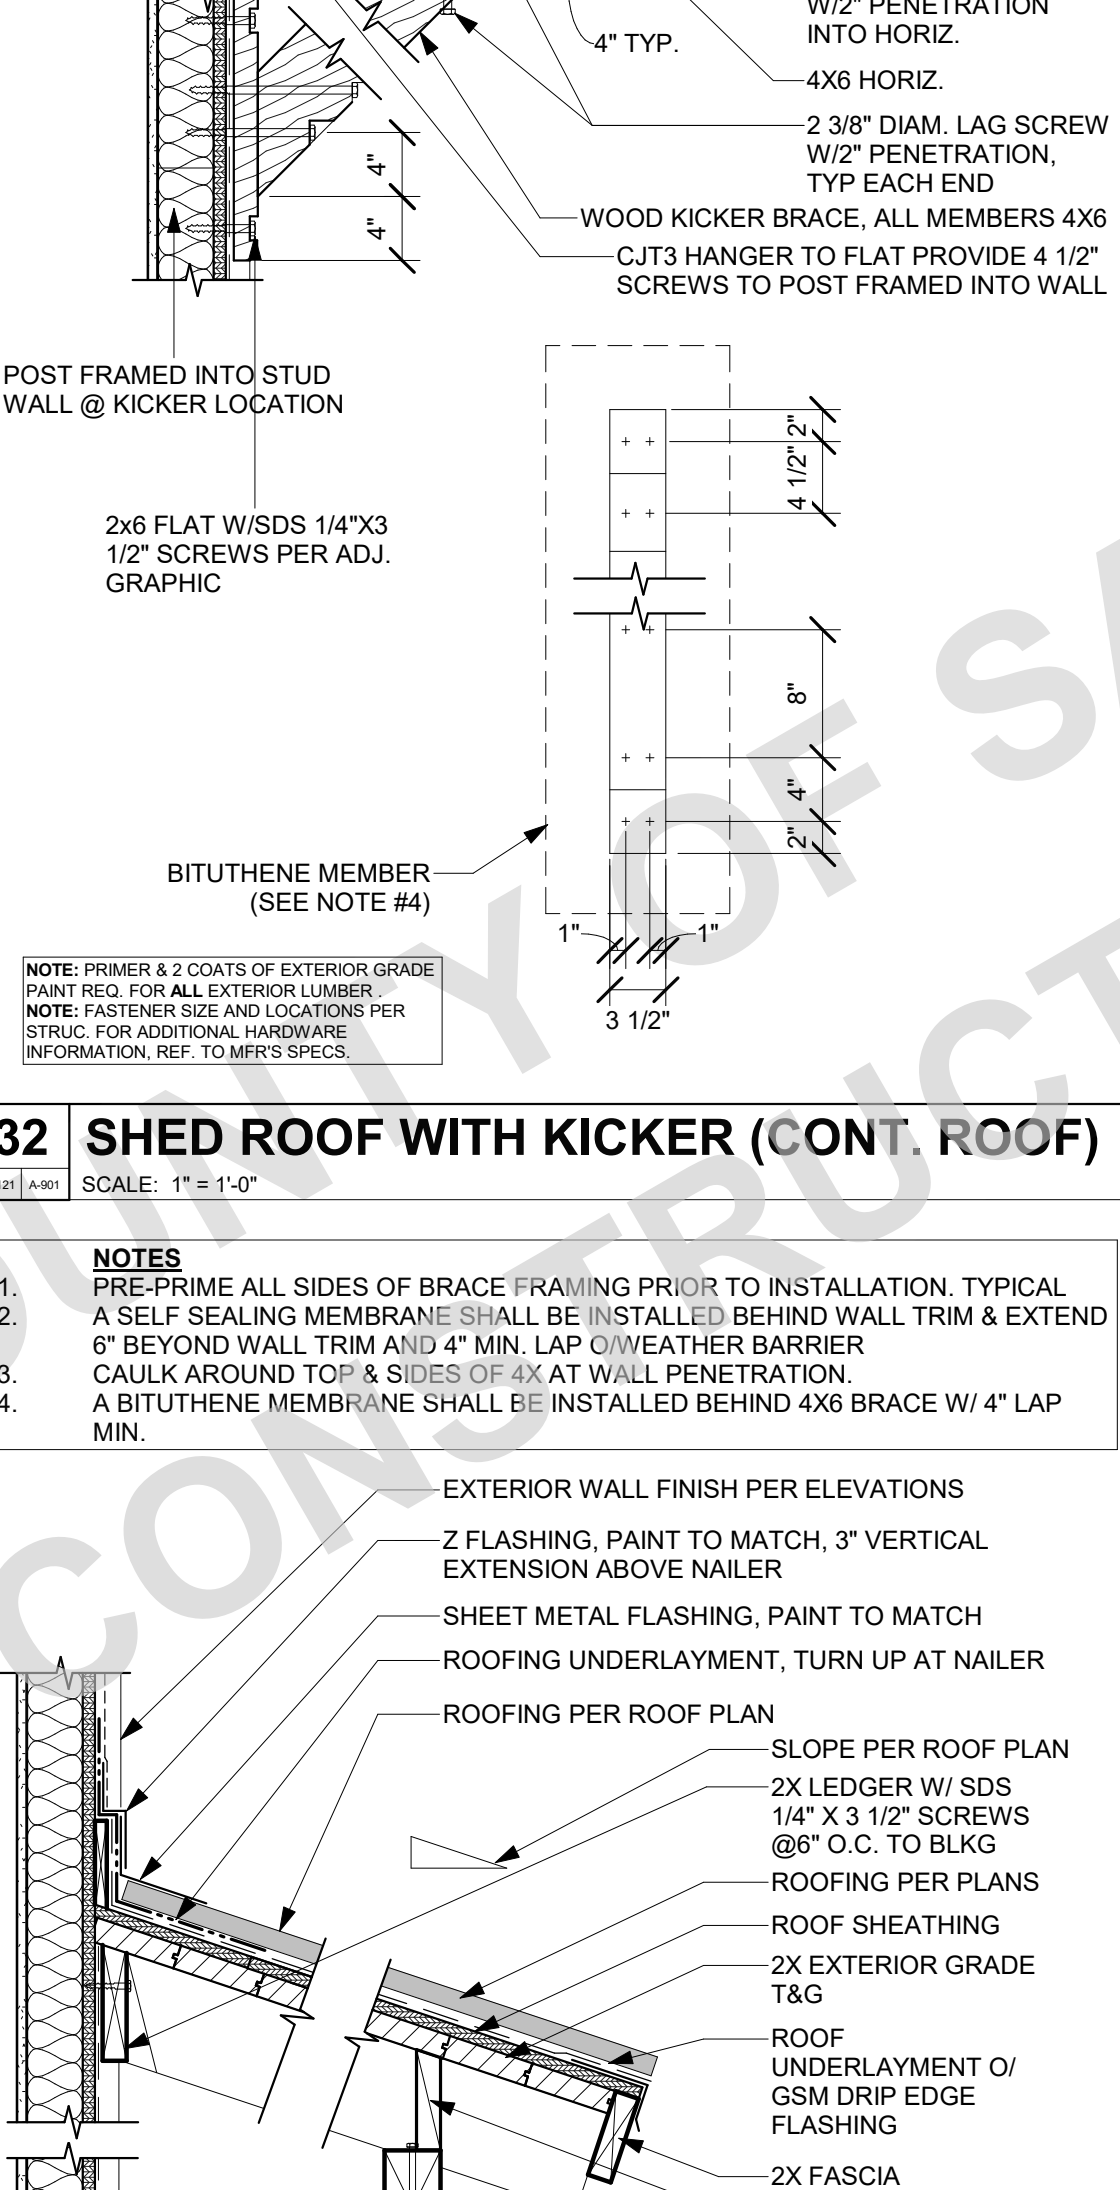 W/2" PENETRATION
INTO HORIZ.
4" TYP.
4X6 HORIZ.
2 3/8" DIAM. LAG SCREW
W/2" PENETRATION,
TYP EACH END
4"
4"
WOOD KICKER BRACE, ALL MEMBERS 4X6
CJT3 HANGER TO FLAT PROVIDE 4 1/2"
SCREWS TO POST FRAMED INTO WALL
POST FRAMED INTO STUD
WALL @ KICKER LOCATION
2"
4 1/2"
2x6 FLAT W/SDS 1/4"X3
1/2" SCREWS PER ADJ.
GRAPHIC
8"
4"
2"
BITUTHENE MEMBER
(SEE NOTE #4)
1"
1"
3 1/2"
NOTE: PRIMER & 2 COATS OF EXTERIOR GRADE
PAINT REQ. FOR ALL EXTERIOR LUMBER .
NOTE: FASTENER SIZE AND LOCATIONS PER
STRUC. FOR ADDITIONAL HARDWARE
INFORMATION, REF. TO MFR'S SPECS.
32
SHED ROOF WITH KICKER (CONT. ROOF)
121 A-901
SCALE: 1" = 1'-0"
NOTES
1. PRE-PRIME ALL SIDES OF BRACE FRAMING PRIOR TO INSTALLATION. TYPICAL
2. A SELF SEALING MEMBRANE SHALL BE INSTALLED BEHIND WALL TRIM & EXTEND
6" BEYOND WALL TRIM AND 4" MIN. LAP O/WEATHER BARRIER
3. CAULK AROUND TOP & SIDES OF 4X AT WALL PENETRATION.
4. A BITUTHENE MEMBRANE SHALL BE INSTALLED BEHIND 4X6 BRACE W/ 4" LAP
MIN.
EXTERIOR WALL FINISH PER ELEVATIONS
Z FLASHING, PAINT TO MATCH, 3" VERTICAL
EXTENSION ABOVE NAILER
SHEET METAL FLASHING, PAINT TO MATCH
ROOFING UNDERLAYMENT, TURN UP AT NAILER
ROOFING PER ROOF PLAN
SLOPE PER ROOF PLAN
2X LEDGER W/ SDS
1/4" X 3 1/2" SCREWS
@6" O.C. TO BLKG
ROOFING PER PLANS
ROOF SHEATHING
2X EXTERIOR GRADE
T&G
ROOF
UNDERLAYMENT O/
GSM DRIP EDGE
FLASHING
2X FASCIA
OUNTY OF SA
CONSTRUCT